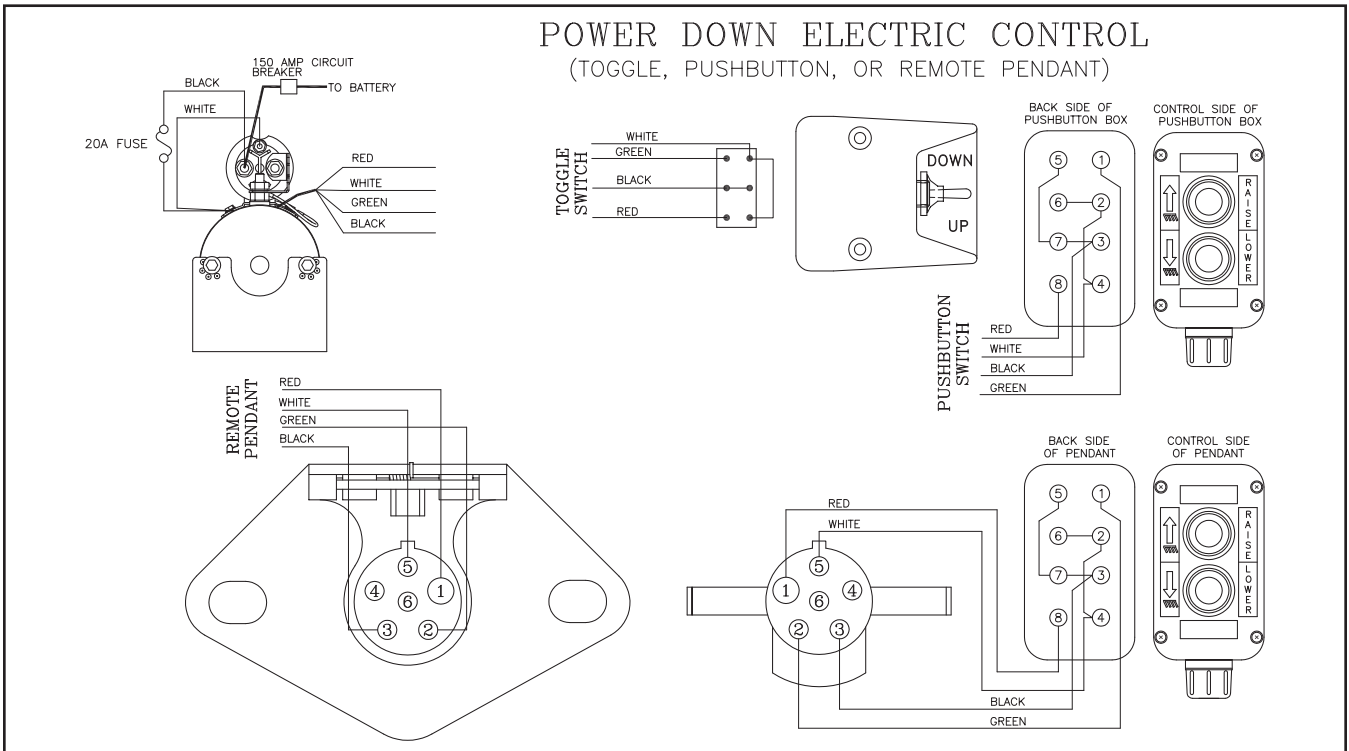 POWER DOWN ELECTRIC CONTROL
(TOGGLE, PUSHBUTTON, OR REMOTE PENDANT)
150 AMP CIRCUIT
BREAKER
TO BATTERY
BLACK
WHITE
20A FUSE
RED
WHITE
GREEN
BLACK
TOGGLE
SWITCH
WHITE
GREEN
BLACK
RED
DOWN
UP
BACK SIDE OF
PUSHBUTTON BOX
5 1
6 2
7 3
8 4
CONTROL SIDE OF
PUSHBUTTON BOX
RAISE
LOWER
PUSHBUTTON
SWITCH
RED
WHITE
BLACK
GREEN
REMOTE
PENDANT
RED
WHITE
GREEN
BLACK
5
4 6 1
3 2
RED
WHITE
5
1 6 4
2 3
BLACK
GREEN
BACK SIDE
OF PENDANT
5 1
6 2
7 3
8 4
CONTROL SIDE
OF PENDANT
RAISE
LOWER